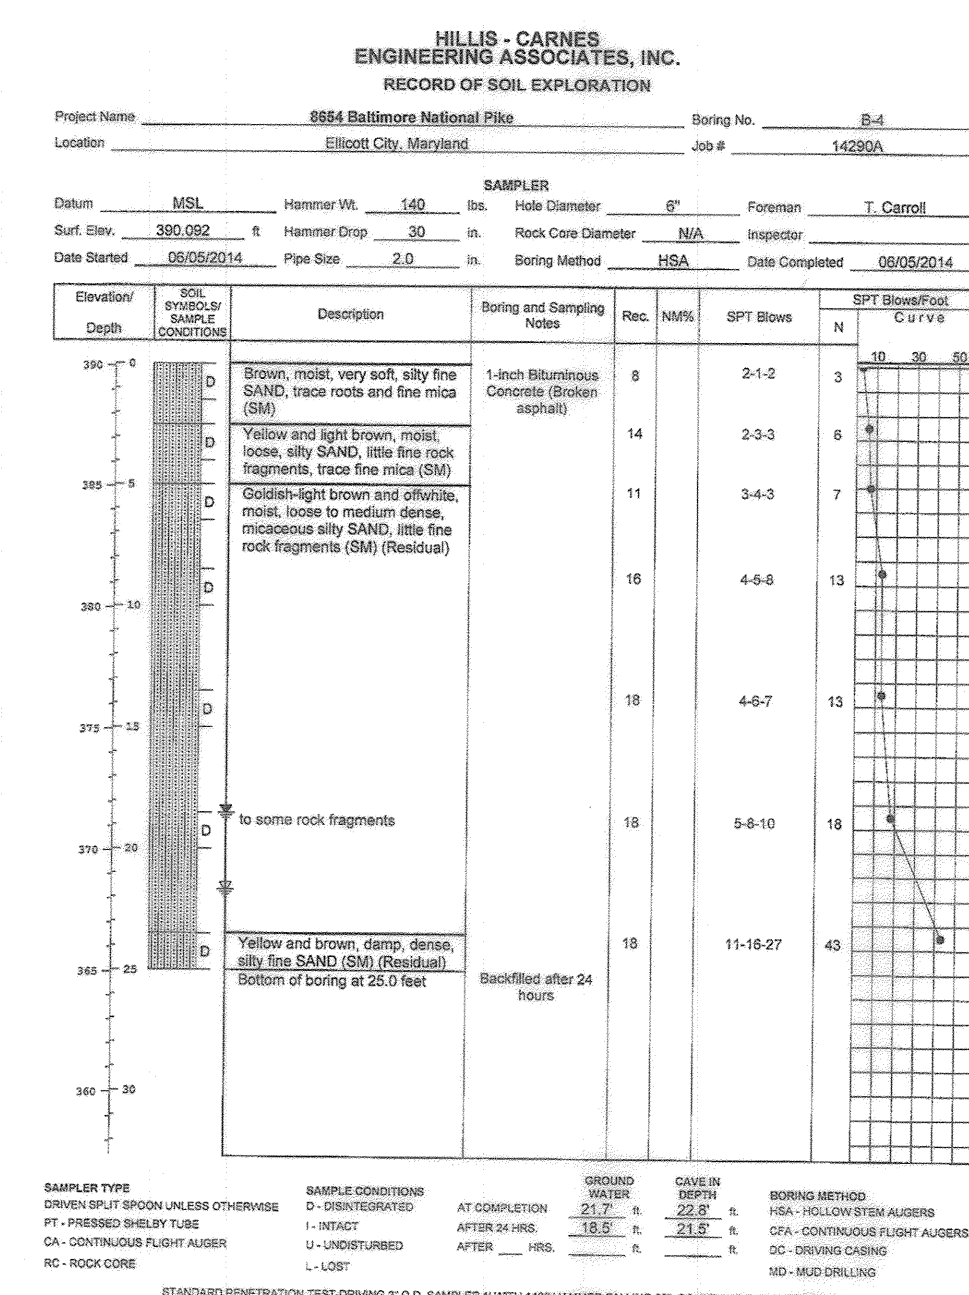 HILLIS - CARNES
ENGINEERING ASSOCIATES, INC.
RECORD OF SOIL EXPLORATION
Project Name 8654 Baltimore National Pike Boring No. B-4
Location Ellicott City, Maryland Job # 14290A
SAMPLER
Datum MSL Hammer Wt. 140 lbs. Hole Diameter 6" Foreman T. Carroll
Surf. Elev. 390.092 ft Hammer Drop 30 in. Rock Core Diameter N/A Inspector
Date Started 06/05/2014 Pipe Size 2.0 in. Boring Method HSA Date Completed 06/05/2014
Elevation/
Depth
SOIL
SYMBOLS/
SAMPLE
CONDITIONS
Description
Boring and Sampling
Notes
Rec.
NM%
SPT Blows
SPT Blows/Foot
N
Curve
10 30 50
390 0
D
Brown, moist, very soft, silty fine
SAND, trace roots and fine mica
(SM)
1-inch Bituminous
Concrete (Broken
asphalt)
8 2-1-2 3
D
Yellow and light brown, moist,
loose, silty SAND, little fine rock
fragments, trace fine mica (SM)
14 2-3-3 6
385 5
D
Goldish-light brown and offwhite,
moist, loose to medium dense,
micaceous silty SAND, little fine
rock fragments (SM) (Residual)
11 3-4-3 7
D
16 4-5-8 13
380 10
D
18 4-6-7 13
375 15
to some rock fragments
D
18 5-8-10 18
370 20
Yellow and brown, damp, dense,
silty fine SAND (SM) (Residual)
D
18 11-16-27 43
365 25
Bottom of boring at 25.0 feet
Backfilled after 24
hours
360 30
SAMPLER TYPE
DRIVEN SPLIT SPOON UNLESS OTHERWISE
PT - PRESSED SHELBY TUBE
CA - CONTINUOUS FLIGHT AUGER
RC - ROCK CORE
SAMPLE CONDITIONS
D - DISINTEGRATED
I - INTACT
U - UNDISTURBED
L - LOST
GROUND
WATER
CAVE IN
DEPTH
AT COMPLETION 21.7' ft. 22.8' ft.
AFTER 24 HRS. 18.5' ft. 21.5' ft.
AFTER ___ HRS. ft. ft.
BORING METHOD
HSA - HOLLOW STEM AUGERS
CFA - CONTINUOUS FLIGHT AUGERS
DC - DRIVING CASING
MD - MUD DRILLING
STANDARD PENETRATION TEST-DRIVING 2" O.D. SAMPLER